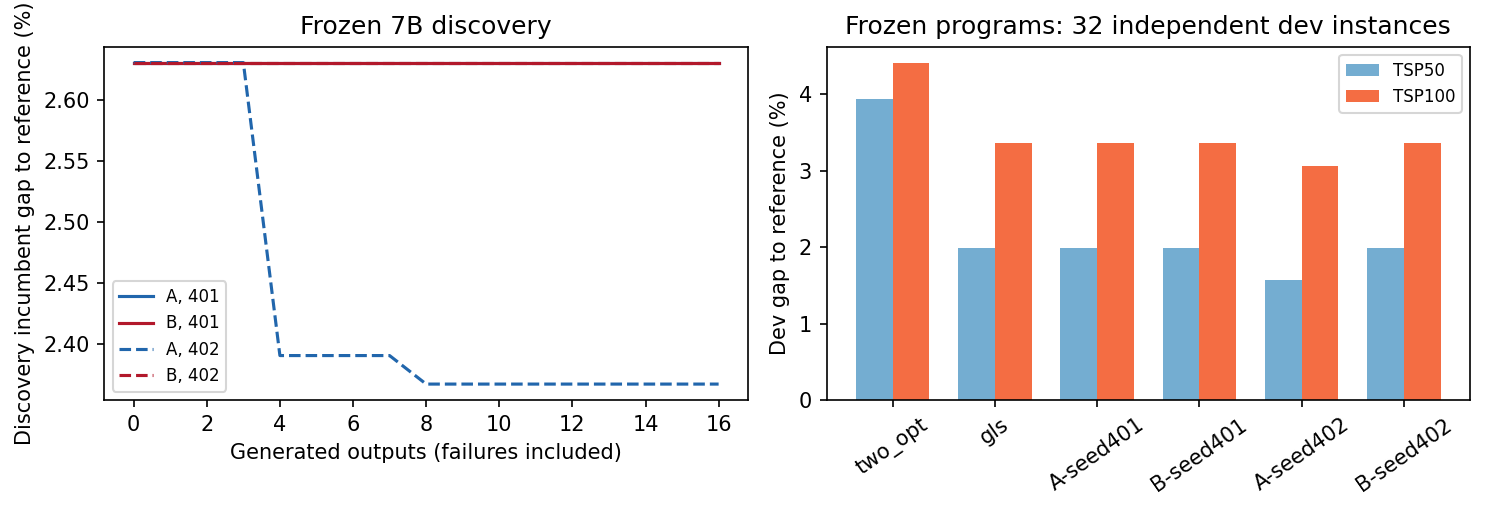 Frozen 7B discovery
Discovery incumbent gap to reference (%)
2.60
2.55
2.50
2.45
2.40
A, 401
B, 401
A, 402
B, 402
0 2 4 6 8 10 12 14 16
Generated outputs (failures included)
Frozen programs: 32 independent dev instances
Dev gap to reference (%)
4
3
2
1
0
TSP50
TSP100
two_opt
gls
A-seed401
B-seed401
A-seed402
B-seed402